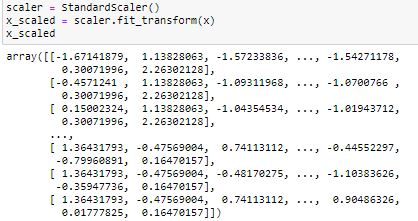 scaler = StandardScaler()
x_scaled = scaler.fit_transform(x)
x_scaled
array([[-1.67141879, 1.13828063, -1.57233836, ..., -1.54271178,
0.30071996, 2.26302128],
[-0.4571241 , 1.13828063, -1.09311968, ..., -1.0700766 ,
0.30071996, 2.26302128],
[ 0.15002324, 1.13828063, -1.04354534, ..., -1.01943712,
0.30071996, 2.26302128],
...,
[ 1.36431793, -0.47569004, 0.74113112, ..., -0.44552297,
-0.79960891, 0.16470157],
[ 1.36431793, -0.47569004, -0.48170275, ..., -1.10383626,
-0.35947736, 0.16470157],
[ 1.36431793, -0.47569004, 0.74113112, ..., 0.90486326,
0.01777825, 0.16470157]])